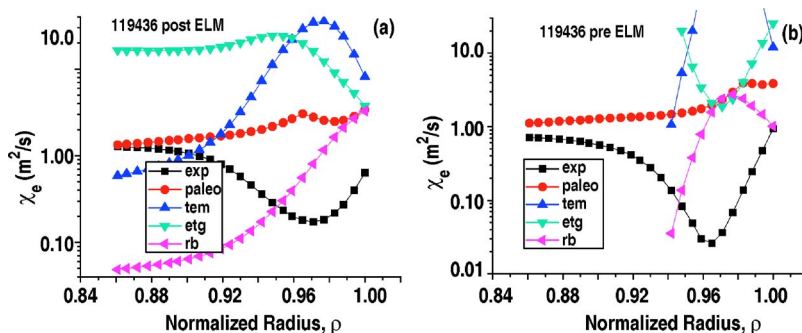 119436 post ELM
(a)
10.0
1.00
0.10
χe (m²/s)
exp
paleo
tem
etg
rb
0.84 0.88 0.92 0.96 1.00
Normalized Radius, ρ
119436 pre ELM
(b)
10.0
1.00
0.10
0.01
χe (m²/s)
exp
paleo
tem
etg
rb
0.84 0.88 0.92 0.96 1.00
Normalized Radius, ρ